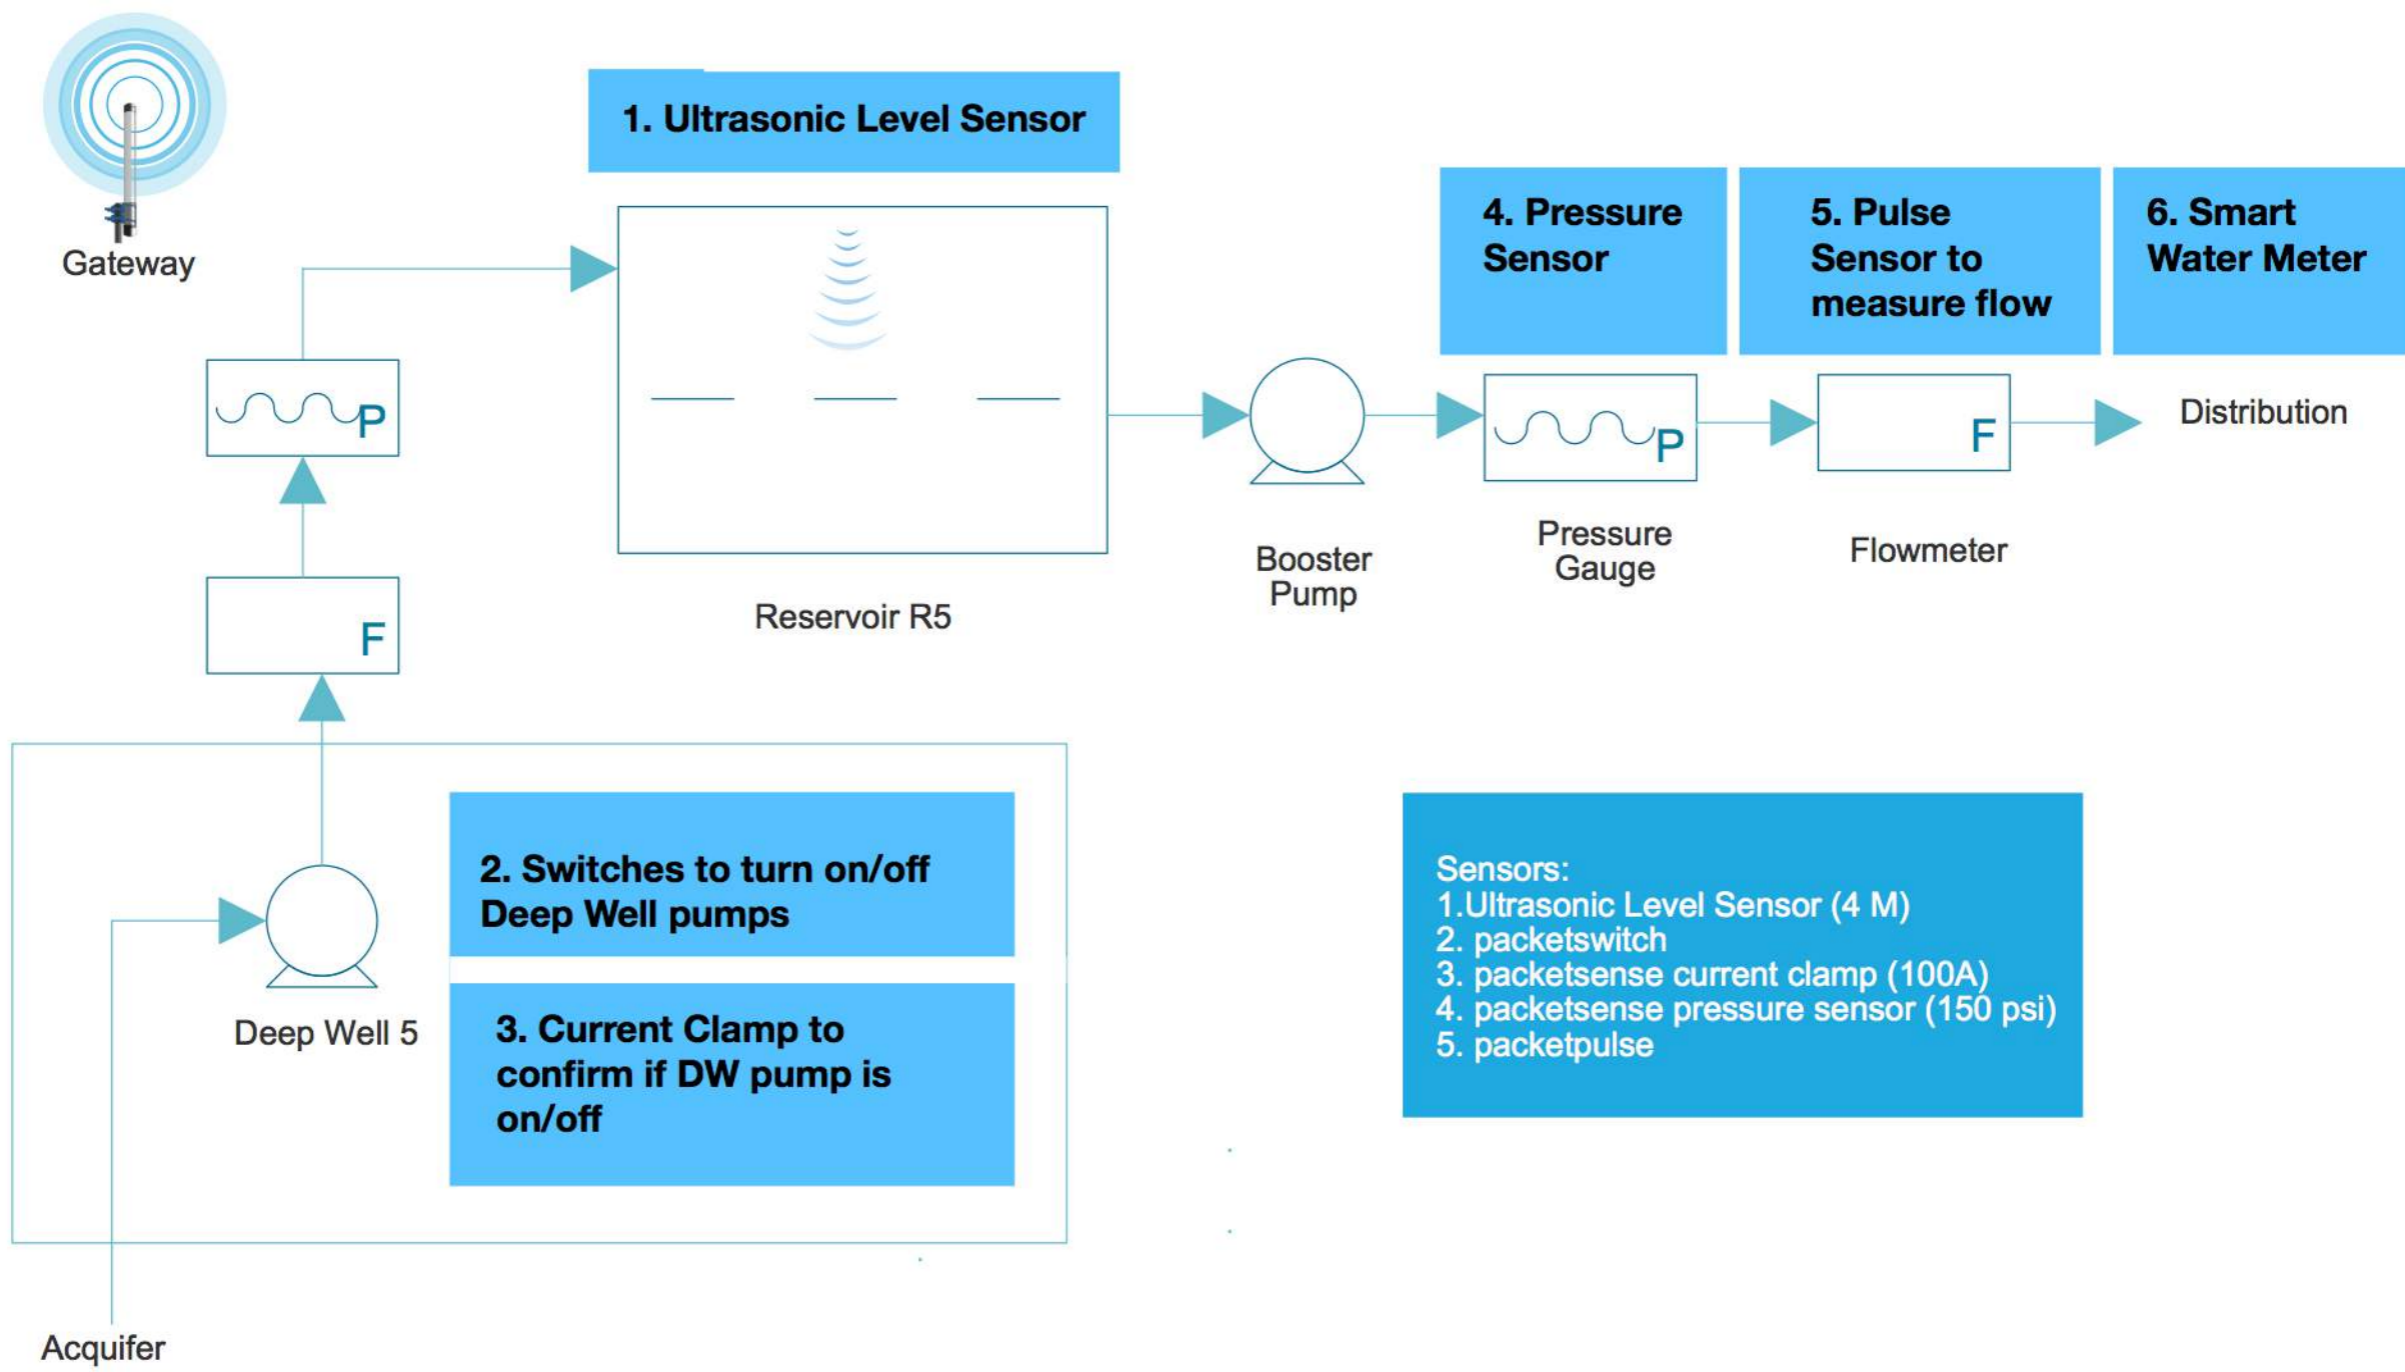 Gateway
1. Ultrasonic Level Sensor
4. Pressure
Sensor
5. Pulse
Sensor to
measure flow
6. Smart
Water Meter
P
F
Reservoir R5
Booster
Pump
P
Pressure
Gauge
F
Flowmeter
Distribution
2. Switches to turn on/off
Deep Well pumps
3. Current Clamp to
confirm if DW pump is
on/off
Deep Well 5
Acquifer
Sensors:
1.Ultrasonic Level Sensor (4 M)
2. packetswitch
3. packetsense current clamp (100A)
4. packetsense pressure sensor (150 psi)
5. packetpulse